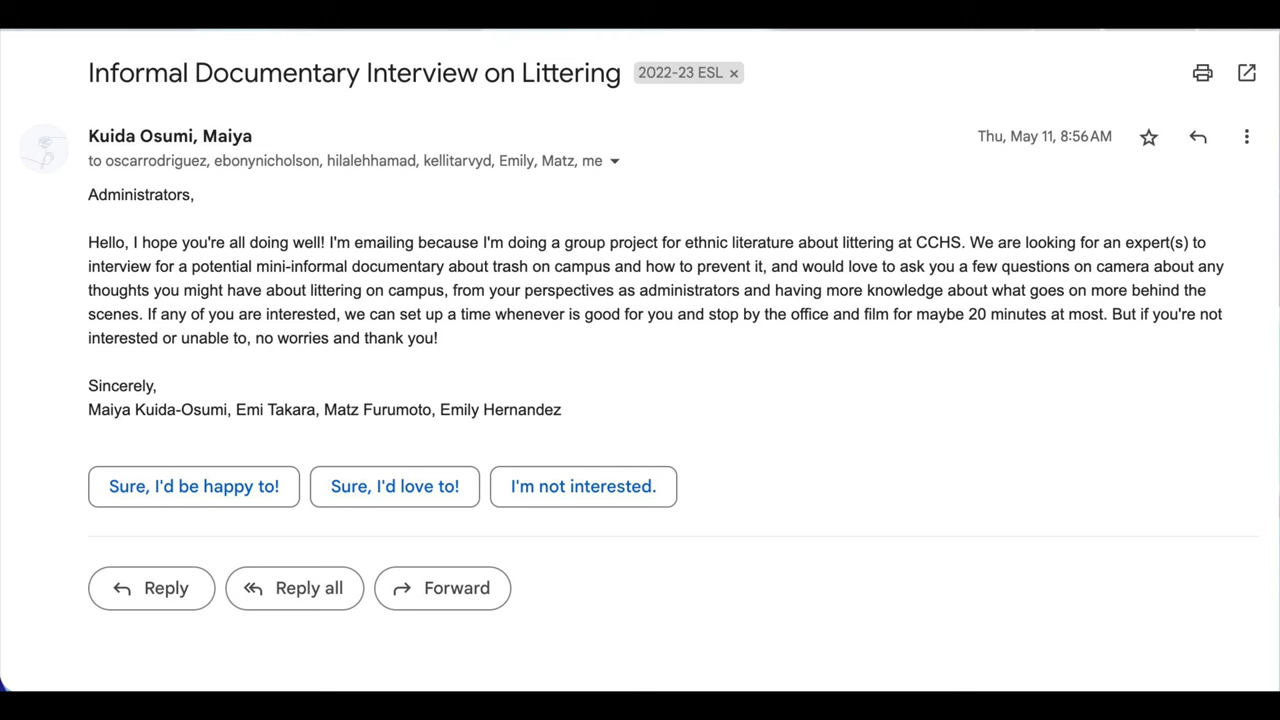 Informal Documentary Interview on Littering 2022-23 ESL ×
Kuida Osumi, Maiya Thu, May 11, 8:56 AM
to oscarrodriguez, ebonynicholson, hilalehhamad, kellitarvyd, Emily, Matz, me
Administrators,
Hello, I hope you're all doing well! I'm emailing because I'm doing a group project for ethnic literature about littering at CCHS. We are looking for an expert(s) to
interview for a potential mini-informal documentary about trash on campus and how to prevent it, and would love to ask you a few questions on camera about any
thoughts you might have about littering on campus, from your perspectives as administrators and having more knowledge about what goes on more behind the
scenes. If any of you are interested, we can set up a time whenever is good for you and stop by the office and film for maybe 20 minutes at most. But if you're not
interested or unable to, no worries and thank you!
Sincerely,
Maiya Kuida-Osumi, Emi Takara, Matz Furumoto, Emily Hernandez
Sure, I'd be happy to! Sure, I'd love to! I'm not interested.
Reply Reply all Forward